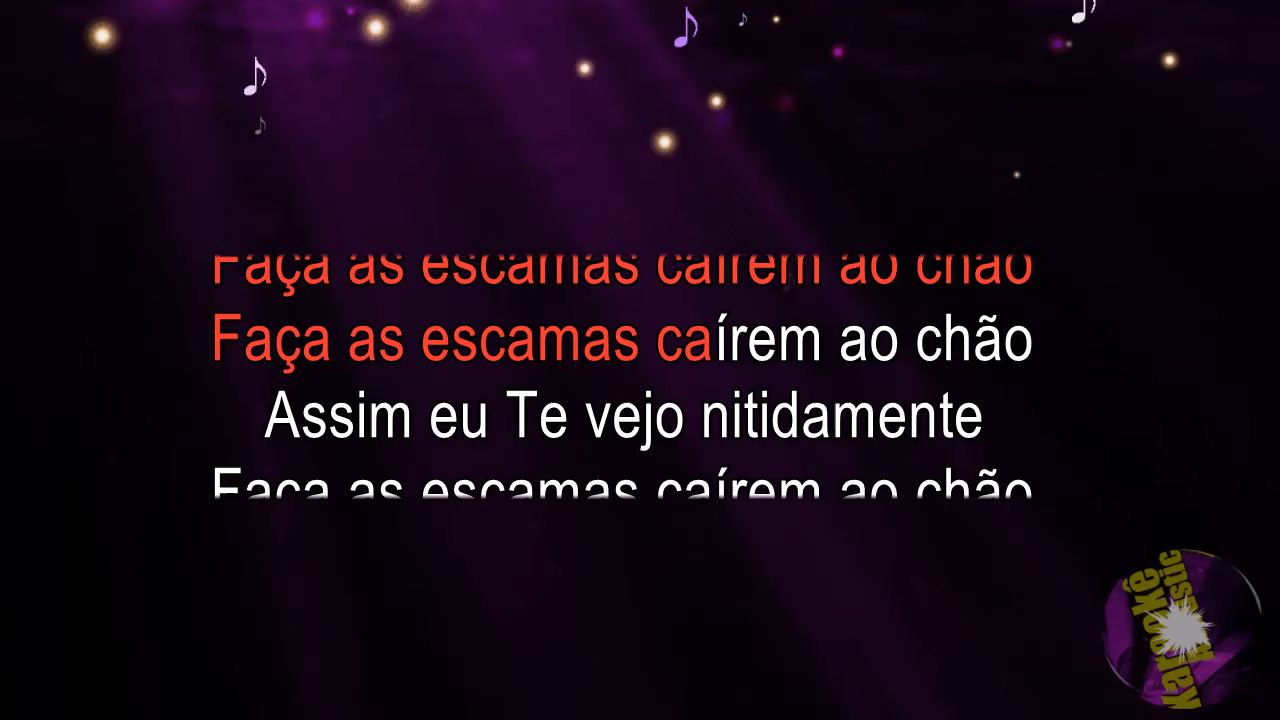 Faça as escamas caírem ao chão
Faça as escamas caírem ao chão
Assim eu Te vejo nitidamente
Faça as escamas caírem ao chão
karaokê